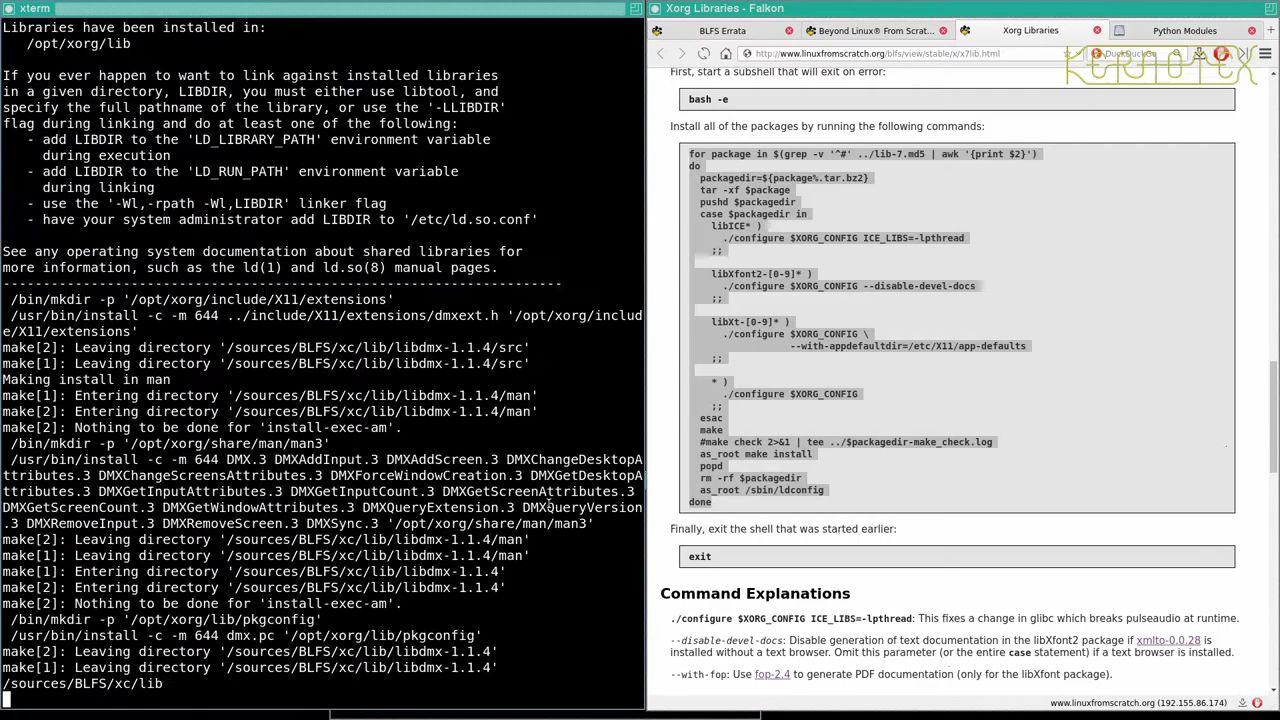 xterm
Libraries have been installed in:
/opt/xorg/lib
If you ever happen to want to link against installed libraries
in a given directory, LIBDIR, you must either use libtool, and
specify the full pathname of the library, or use the '-LLIBDIR'
flag during linking and do at least one of the following:
- add LIBDIR to the 'LD_LIBRARY_PATH' environment variable
during execution
- add LIBDIR to the 'LD_RUN_PATH' environment variable
during linking
- use the '-Wl,-rpath -Wl,LIBDIR' linker flag
- have your system administrator add LIBDIR to '/etc/ld.so.conf'
See any operating system documentation about shared libraries for
more information, such as the ld(1) and ld.so(8) manual pages.
----------------------------------------------------------------------
/bin/mkdir -p '/opt/xorg/include/X11/extensions'
/usr/bin/install -c -m 644 ../include/X11/extensions/dmxext.h '/opt/xorg/includ
e/X11/extensions'
make[2]: Leaving directory '/sources/BLFS/xc/lib/libdmx-1.1.4/src'
make[1]: Leaving directory '/sources/BLFS/xc/lib/libdmx-1.1.4/src'
Making install in man
make[1]: Entering directory '/sources/BLFS/xc/lib/libdmx-1.1.4/man'
make[2]: Entering directory '/sources/BLFS/xc/lib/libdmx-1.1.4/man'
make[2]: Nothing to be done for 'install-exec-am'.
/bin/mkdir -p '/opt/xorg/share/man/man3'
/usr/bin/install -c -m 644 DMX.3 DMXAddInput.3 DMXAddScreen.3 DMXChangeDesktopA
ttributes.3 DMXChangeScreensAttributes.3 DMXForceWindowCreation.3 DMXGetDesktopA
ttributes.3 DMXGetInputAttributes.3 DMXGetInputCount.3 DMXGetScreenAttributes.3
DMXGetScreenCount.3 DMXGetWindowAttributes.3 DMXQueryExtension.3 DMXQueryVersion
.3 DMXRemoveInput.3 DMXRemoveScreen.3 DMXSync.3 '/opt/xorg/share/man/man3'
make[2]: Leaving directory '/sources/BLFS/xc/lib/libdmx-1.1.4/man'
make[1]: Leaving directory '/sources/BLFS/xc/lib/libdmx-1.1.4/man'
make[1]: Entering directory '/sources/BLFS/xc/lib/libdmx-1.1.4'
make[2]: Entering directory '/sources/BLFS/xc/lib/libdmx-1.1.4'
make[2]: Nothing to be done for 'install-exec-am'.
/bin/mkdir -p '/opt/xorg/lib/pkgconfig'
/usr/bin/install -c -m 644 dmx.pc '/opt/xorg/lib/pkgconfig'
make[2]: Leaving directory '/sources/BLFS/xc/lib/libdmx-1.1.4'
make[1]: Leaving directory '/sources/BLFS/xc/lib/libdmx-1.1.4'
/sources/BLFS/xc/lib
Xorg Libraries - Falkon
BLFS Errata
Beyond Linux® From Scrat...
Xorg Libraries
Python Modules
http://www.linuxfromscratch.org/blfs/view/stable/x/x7lib.html
DuckDuckGo
First, start a subshell that will exit on error:
bash -e
Install all of the packages by running the following commands:
for package in $(grep -v '^#' ../lib-7.md5 | awk '{print $2}')
do
packagedir=${package%.tar.bz2}
tar -xf $package
pushd $packagedir
case $packagedir in
libICE* )
./configure $XORG_CONFIG ICE_LIBS=-lpthread
;;
libXfont2-[0-9]* )
./configure $XORG_CONFIG --disable-devel-docs
;;
libXt-[0-9]* )
./configure $XORG_CONFIG \
--with-appdefaultdir=/etc/X11/app-defaults
;;
* )
./configure $XORG_CONFIG
;;
esac
make
#make check 2>&1 | tee ../$packagedir-make_check.log
as_root make install
popd
rm -rf $packagedir
as_root /sbin/ldconfig
done
Finally, exit the shell that was started earlier:
exit
Command Explanations
./configure $XORG_CONFIG ICE_LIBS=-lpthread: This fixes a change in glibc which breaks pulseaudio at runtime.
--disable-devel-docs: Disable generation of text documentation in the libXfont2 package if xmlto-0.0.28 is
installed without a text browser. Omit this parameter (or the entire case statement) if a text browser is installed.
--with-fop: Use fop-2.4 to generate PDF documentation (only for the libXfont package).
www.linuxfromscratch.org (192.155.86.174)